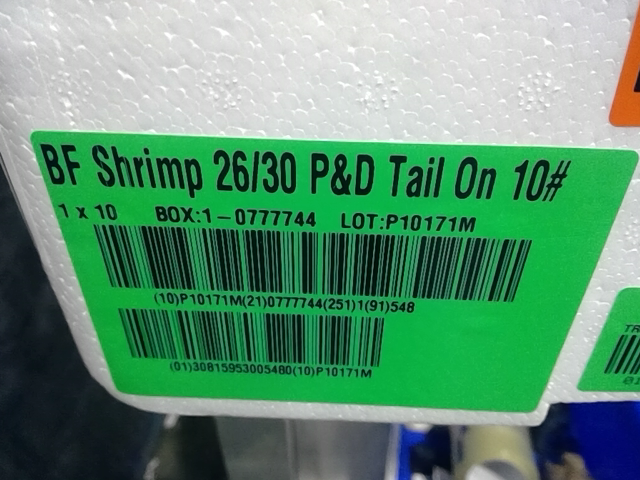 BF Shrimp 26/30 P&D Tail On 10#
1 x 10 BOX:1-0777744 LOT:P10171M
(10)P10171M(21)0777744(251)1(91)548
(01)30815953005480(10)P10171M
TR